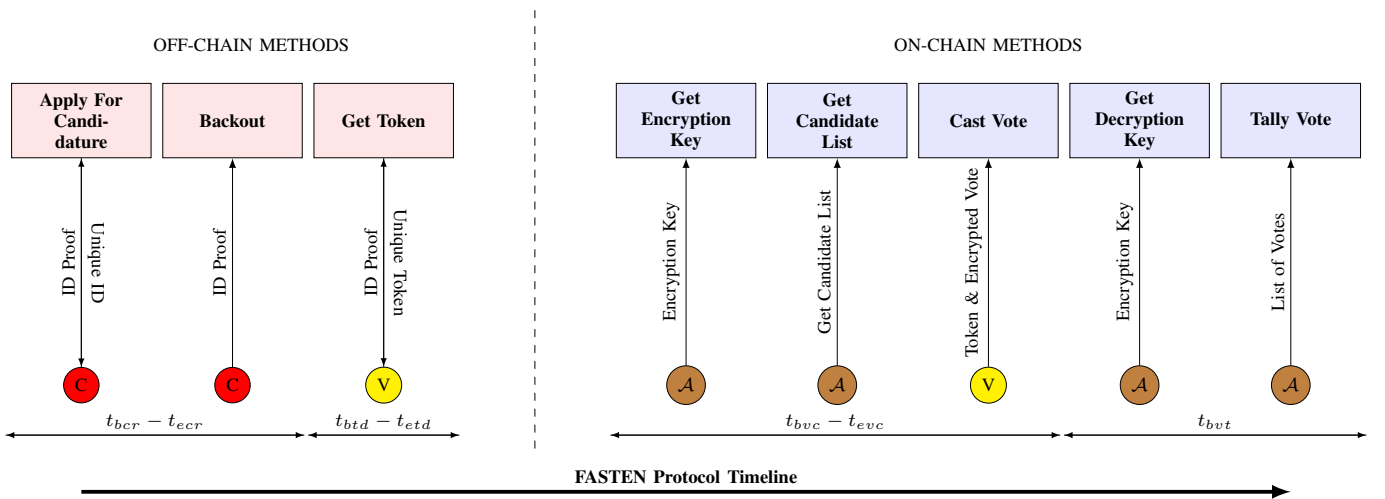 OFF-CHAIN METHODS
ON-CHAIN METHODS
Apply For
Candi-
dature
Backout
Get Token
Get
Encryption
Key
Get
Candidate
List
Cast Vote
Get
Decryption
Key
Tally Vote
ID Proof
Unique ID
ID Proof
ID Proof
Unique Token
Encryption Key
Get Candidate List
Token & Encrypted Vote
Encryption Key
List of Votes
C
C
V
𝒜
𝒜
V
𝒜
𝒜
t_{bcr} − t_{ecr}
t_{btd} − t_{etd}
t_{bvc} − t_{evc}
t_{bvt}
FASTEN Protocol Timeline